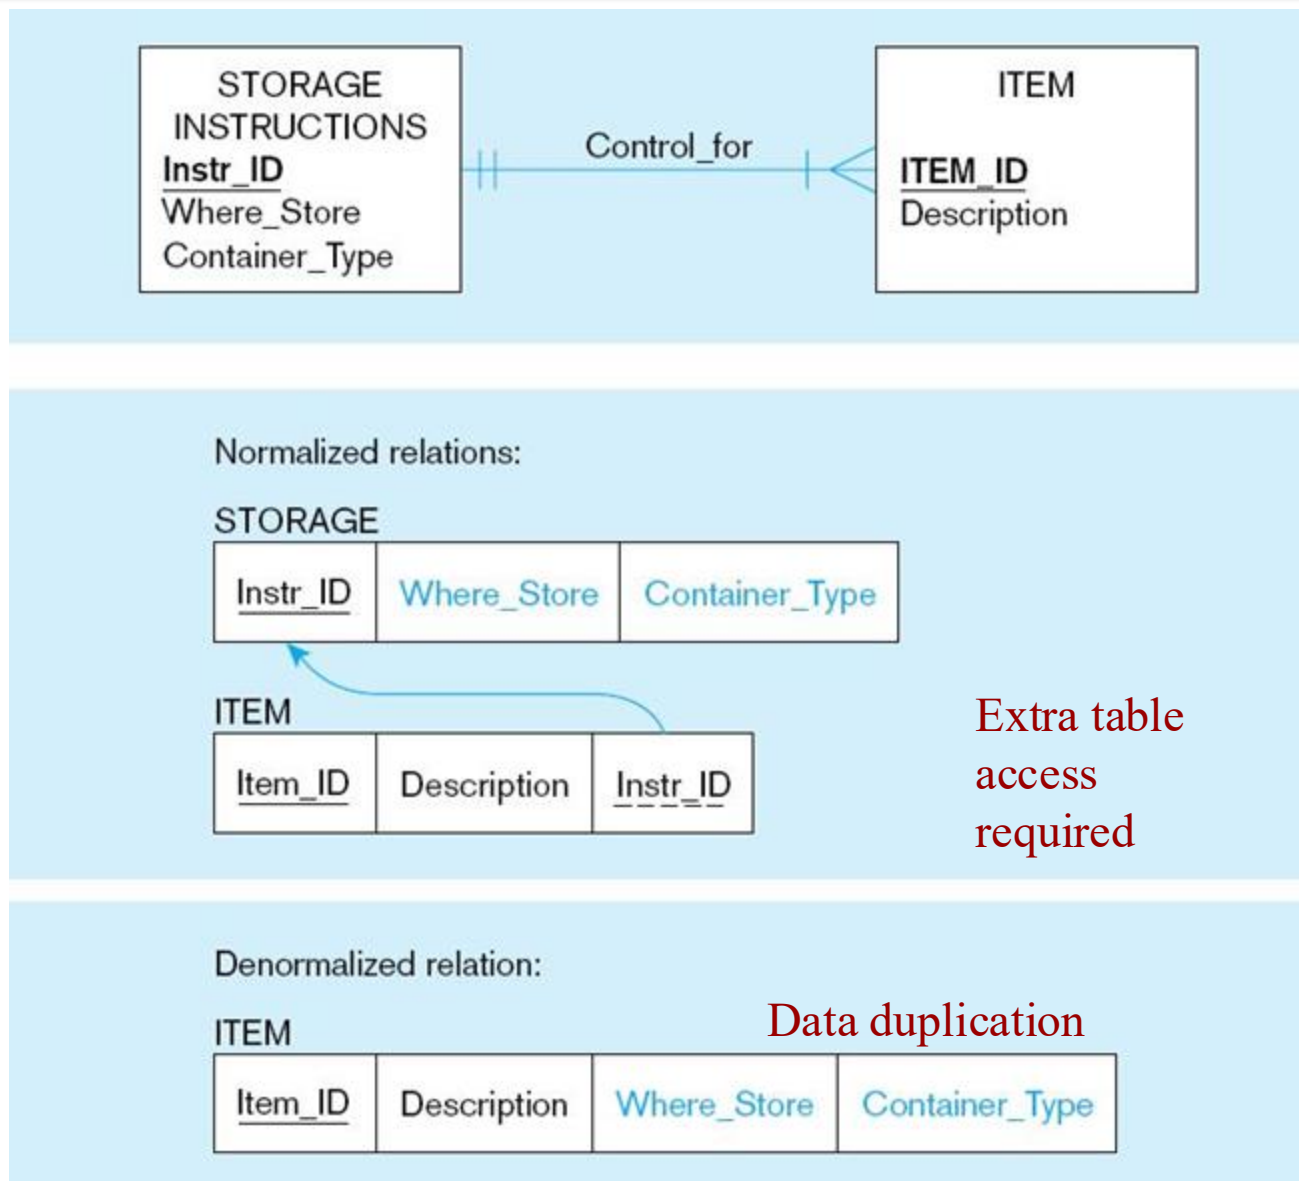 STORAGE
INSTRUCTIONS
Instr_ID
Where_Store
Container_Type
Control_for
ITEM
ITEM_ID
Description
Normalized relations:
STORAGE
Instr_ID Where_Store Container_Type
ITEM
Item_ID Description Instr_ID
Extra table
access
required
Denormalized relation:
Data duplication
ITEM
Item_ID Description Where_Store Container_Type